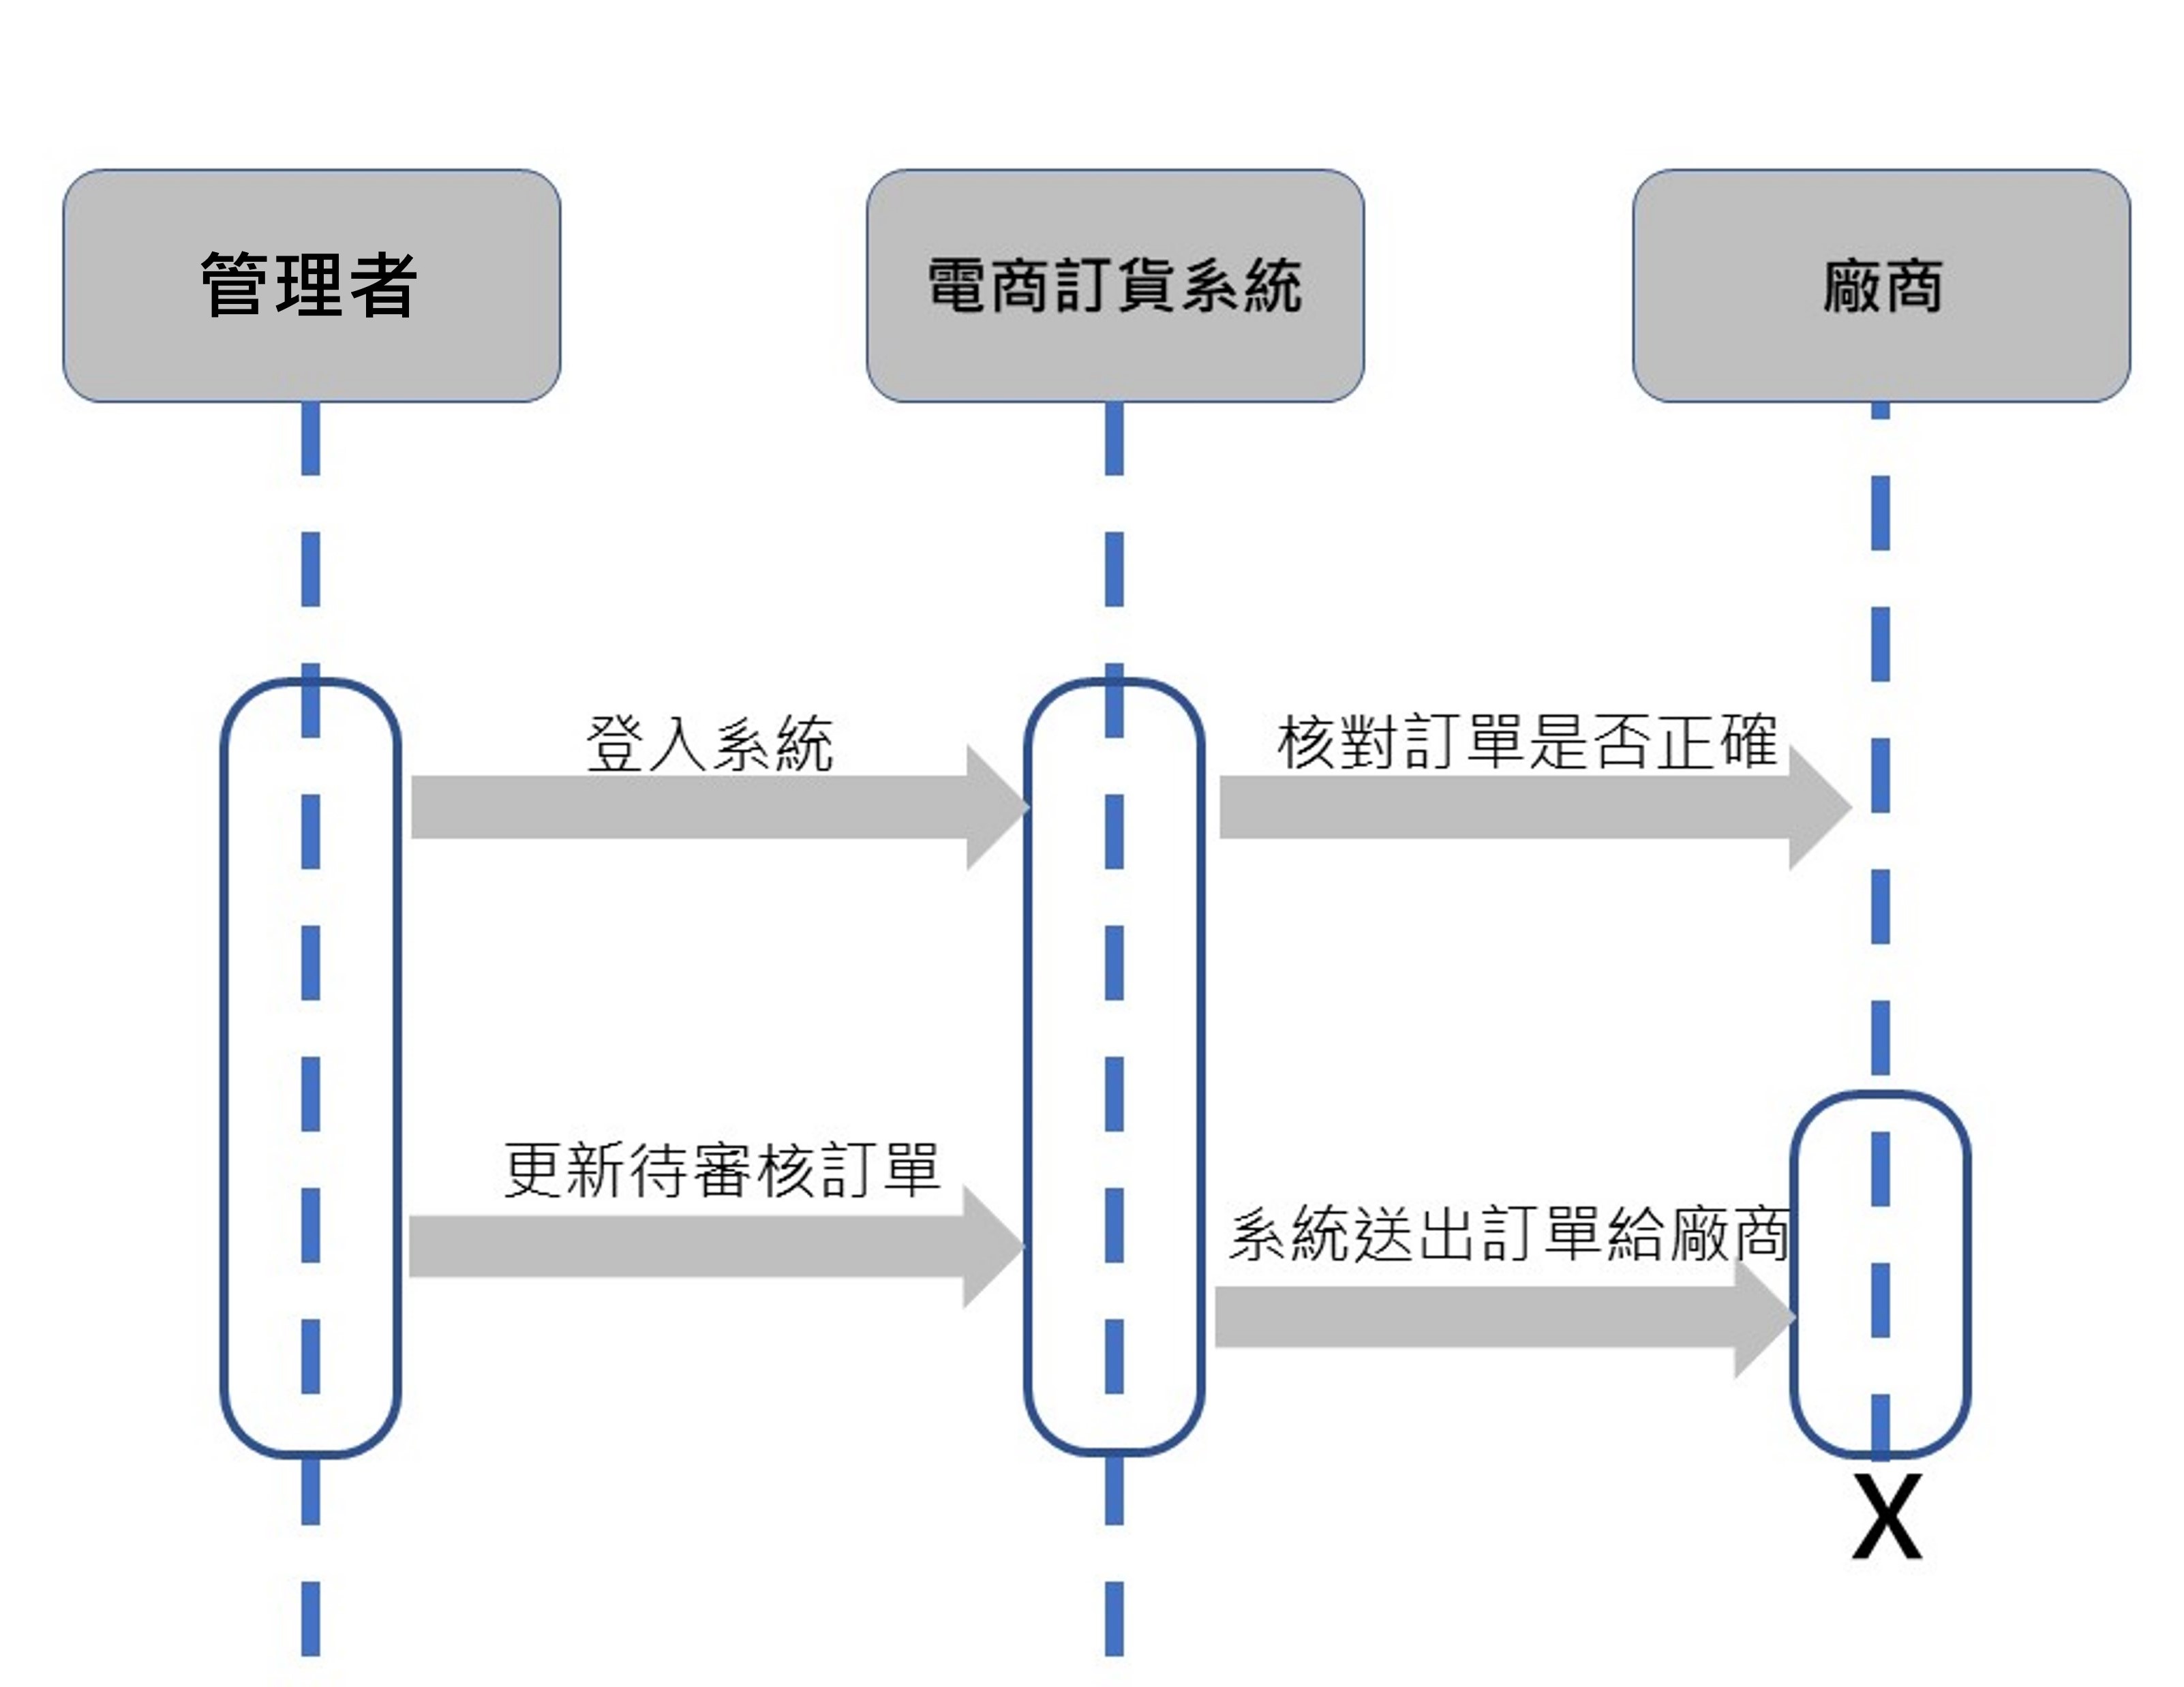 管理者
電商訂貨系統
廠商
登入系統
核對訂單是否正確
更新待審核訂單
系統送出訂單給廠商
X